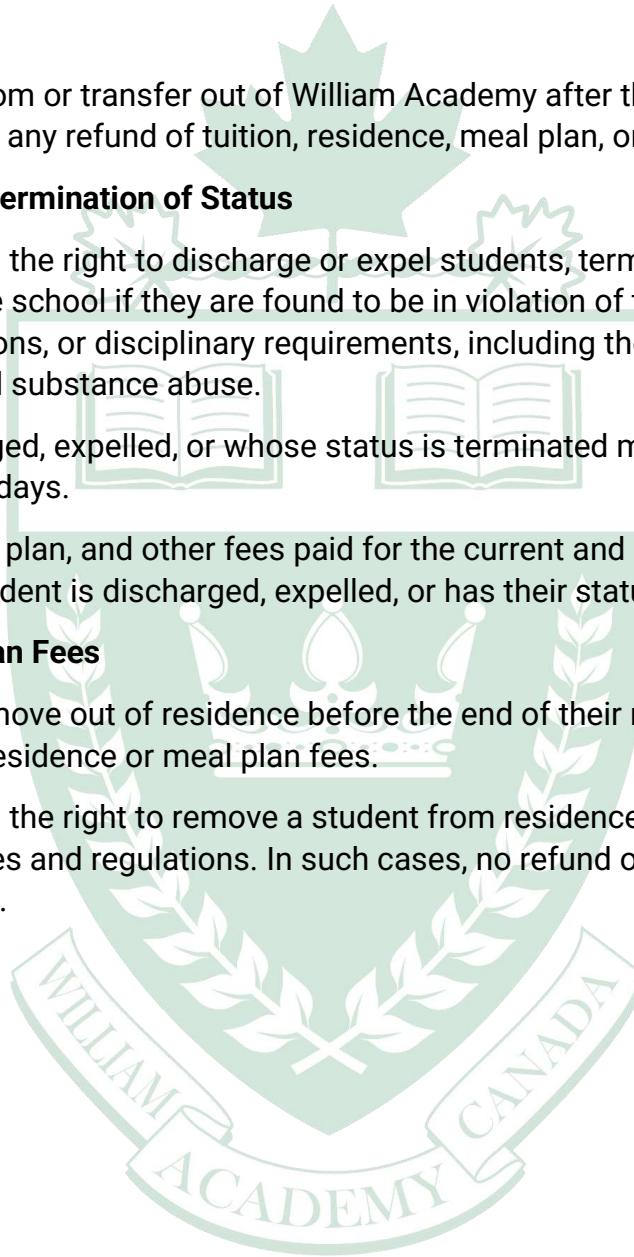 om or transfer out of William Academy after th
any refund of tuition, residence, meal plan, or
ermination of Status
the right to discharge or expel students, term
e school if they are found to be in violation of
ons, or disciplinary requirements, including the
l substance abuse.
ged, expelled, or whose status is terminated m
days.
plan, and other fees paid for the current and
dent is discharged, expelled, or has their statu
an Fees
move out of residence before the end of their
esidence or meal plan fees.
the right to remove a student from residence
es and regulations. In such cases, no refund o
.
WILLIAM
ACADEMY
CANADA